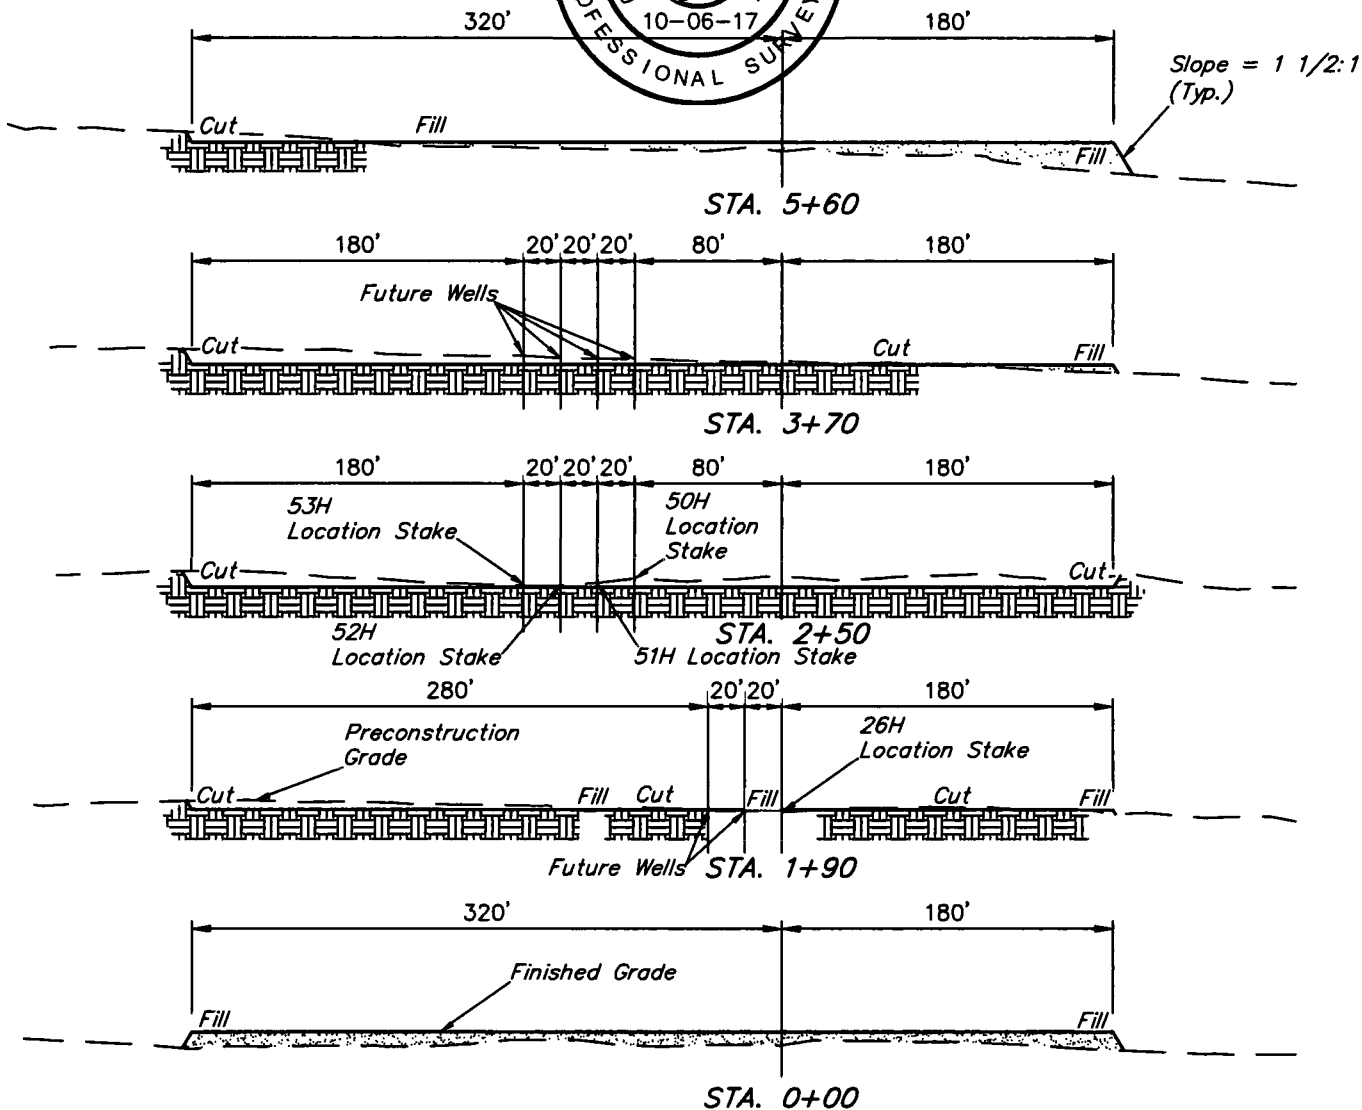 320'
10-06-17
180'
OFESSIONAL SURVEY
Slope = 1 1/2:1
(Typ.)
Cut
Fill
Fill
STA. 5+60
180'
20'
20'
20'
80'
180'
Future Wells
Cut
Cut
Fill
STA. 3+70
180'
20'
20'
20'
80'
180'
53H
Location Stake
50H
Location
Stake
Cut
Cut
STA. 2+50
52H
Location Stake
51H Location Stake
280'
20'
20'
180'
Preconstruction
Grade
26H
Location Stake
Cut
Fill
Cut
Fill
Cut
Fill
Future Wells
STA. 1+90
320'
180'
Finished Grade
Fill
Fill
STA. 0+00